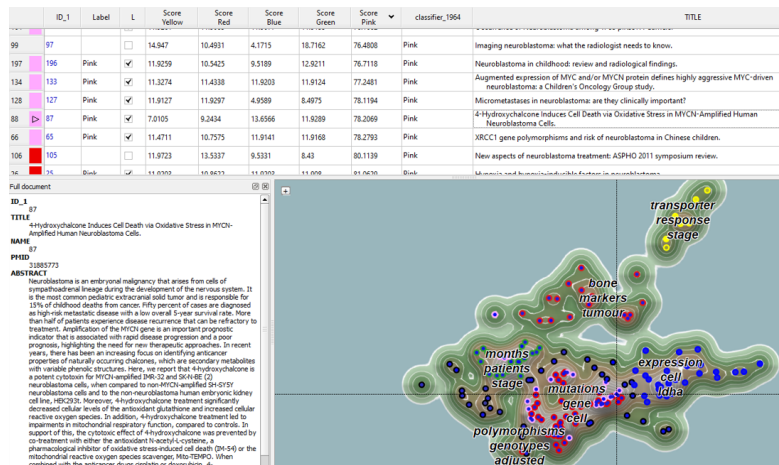 ID_1 Label L Score Yellow Score Red Score Blue Score Green Score Pink classifier_1964 TITLE
99 97 14.947 10.4931 4.1715 18.7162 76.4808 Pink Imaging neuroblastoma: what the radiologist needs to know.
197 196 Pink 11.9259 10.5425 9.5189 12.9211 76.7118 Pink Neuroblastoma in childhood: review and radiological findings.
134 133 Pink 11.3274 11.4338 11.9203 11.9124 77.2481 Pink Augmented expression of MYC and/or MYCN protein defines highly aggressive MYC-driven
neuroblastoma: a Children's Oncology Group study.
128 127 Pink 11.9127 11.9271 4.9589 8.4975 78.1194 Pink Micrometastases in neuroblastoma: are they clinically important?
88 87 Pink 7.0105 9.2434 13.6566 11.9289 78.2069 Pink 4-Hydroxychalcone Induces Cell Death via Oxidative Stress in MYCN-Amplified Human
Neuroblastoma Cells.
66 65 Pink 11.4711 10.7575 11.9141 11.9168 78.2793 Pink XRCC1 gene polymorphisms and risk of neuroblastoma in Chinese children.
106 105 11.9723 13.5337 9.5331 8.43 80.1139 Pink New aspects of neuroblastoma treatment: ASPHO 2011 symposium review.
26 25 Pink Pink Hypoxia and hypoxia-inducible factors in neuroblastoma
Full document
ID_1
87
TITLE
4-Hydroxychalcone Induces Cell Death via Oxidative Stress in MYCN-
Amplified Human Neuroblastoma Cells.
NAME
87
PMID
31885773
ABSTRACT
Neuroblastoma is an embryonal malignancy that arises from cells of
sympathoadrenal lineage during the development of the nervous system. It
is the most common pediatric extracranial solid tumor and is responsible for
15% of childhood deaths from cancer. Fifty percent of cases are diagnosed
as high-risk metastatic disease with a low overall 5-year survival rate. More
than half of patients experience disease recurrence that can be refractory to
treatment. Amplification of the MYCN gene is an important prognostic
indicator that is associated with rapid disease progression and a poor
prognosis, highlighting the need for new therapeutic approaches. In recent
years, there has been an increasing focus on identifying anticancer
properties of naturally occurring chalcones, which are secondary metabolites
with variable phenolic structures. Here, we report that 4-hydroxychalcone is
a potent cytotoxin for MYCN-amplified IMR-32 and SK-N-BE (2)
neuroblastoma cells, when compared to non-MYCN-amplified SH-SY5Y
neuroblastoma cells and to the non-neuroblastoma human embryonic kidney
cell line, HEK293t. Moreover, 4-hydroxychalcone treatment significantly
decreased cellular levels of the antioxidant glutathione and increased cellular
reactive oxygen species. In addition, 4-hydroxychalcone treatment led to
impairments in mitochondrial respiratory function, compared to controls. In
support of this, the cytotoxic effect of 4-hydroxychalcone was prevented by
co-treatment with either the antioxidant N-acetyl-L-cysteine, a
pharmacological inhibitor of oxidative stress-induced cell death (IM-54) or the
mitochondrial reactive oxygen species scavenger, Mito-TEMPO. When
transporter
response
stage
bone
markers
tumour
months
patients
stage
expression
cell
idha
mutations
gene
cell
polymorphisms
genotypes
adjusted